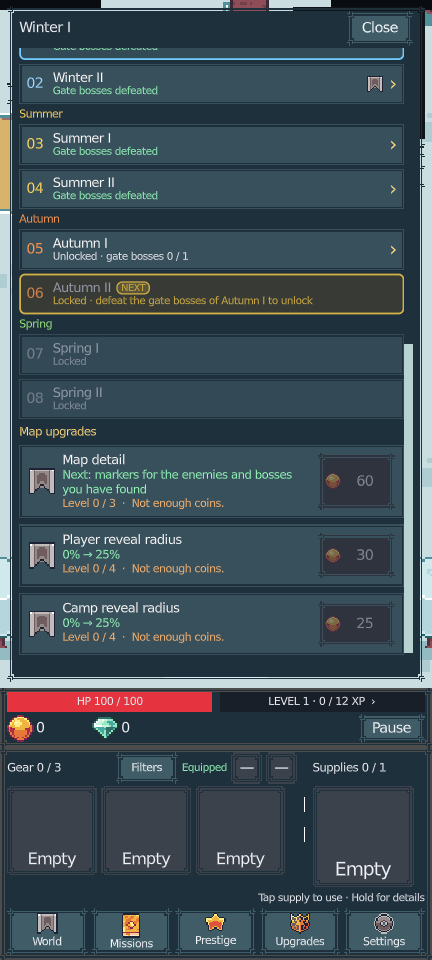 Winter I
Close
Gate bosses defeated
02 Winter II
Gate bosses defeated
Summer
03 Summer I
Gate bosses defeated
04 Summer II
Gate bosses defeated
Autumn
05 Autumn I
Unlocked · gate bosses 0 / 1
06 Autumn II NEXT
Locked · defeat the gate bosses of Autumn I to unlock
Spring
07 Spring I
Locked
08 Spring II
Locked
Map upgrades
Map detail
Next: markers for the enemies and bosses
you have found
Level 0 / 3 · Not enough coins.
60
Player reveal radius
0% → 25%
Level 0 / 4 · Not enough coins.
30
Camp reveal radius
0% → 25%
Level 0 / 4 · Not enough coins.
25
HP 100 / 100
LEVEL 1 · 0 / 12 XP ›
0
0
Pause
Gear 0 / 3
Filters
Equipped
— —
Supplies 0 / 1
Empty
Empty
Empty
Empty
Tap supply to use · Hold for details
World
Missions
Prestige
Upgrades
Settings